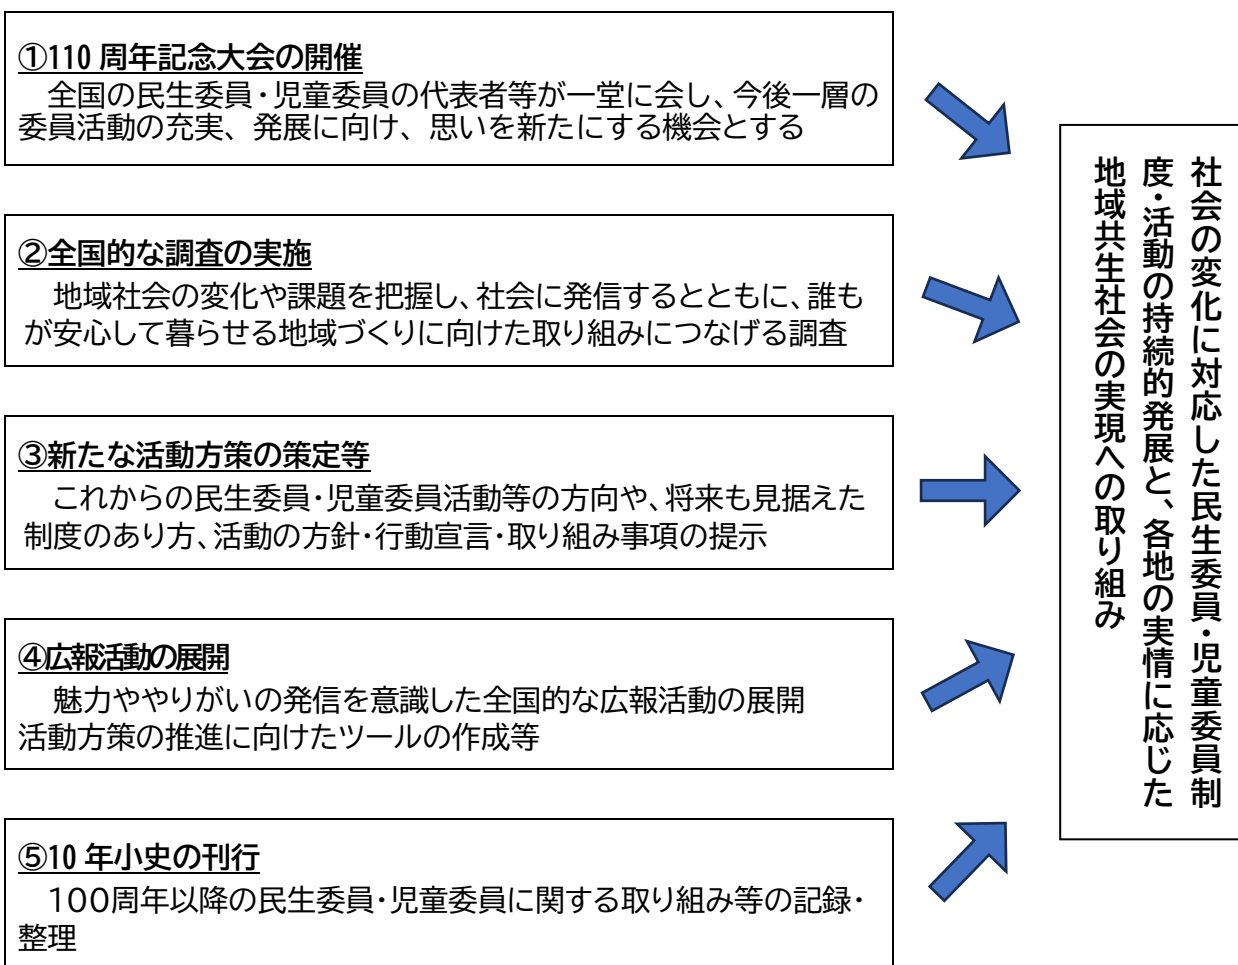 ①110 周年記念大会の開催
全国の民生委員・児童委員の代表者等が一堂に会し、今後一層の
委員活動の充実、発展に向け、思いを新たにする機会とする
②全国的な調査の実施
地域社会の変化や課題を把握し、社会に発信するとともに、誰も
が安心して暮らせる地域づくりに向けた取り組みにつなげる調査
③新たな活動方策の策定等
これからの民生委員・児童委員活動等の方向や、将来も見据えた
制度のあり方、活動の方針・行動宣言・取り組み事項の提示
④広報活動の展開
魅力ややりがいの発信を意識した全国的な広報活動の展開
活動方策の推進に向けたツールの作成等
⑤10 年小史の刊行
100周年以降の民生委員・児童委員に関する取り組み等の記録・
整理
社会の変化に対応した民生委員・児童委員制
度・活動の持続的発展と、各地の実情に応じた
地域共生社会の実現への取り組み